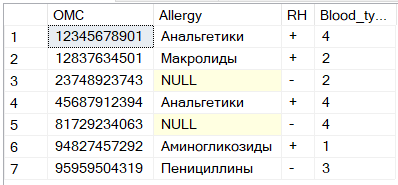 OMC Allergy RH Blood_ty...
1 12345678901 Анальгетики + 4
2 12837634501 Макролиды + 2
3 23748923743 NULL - 2
4 45687912394 Анальгетики + 4
5 81729234063 NULL - 4
6 94827457292 Аминогликозиды + 1
7 95959504319 Пенициллины - 3